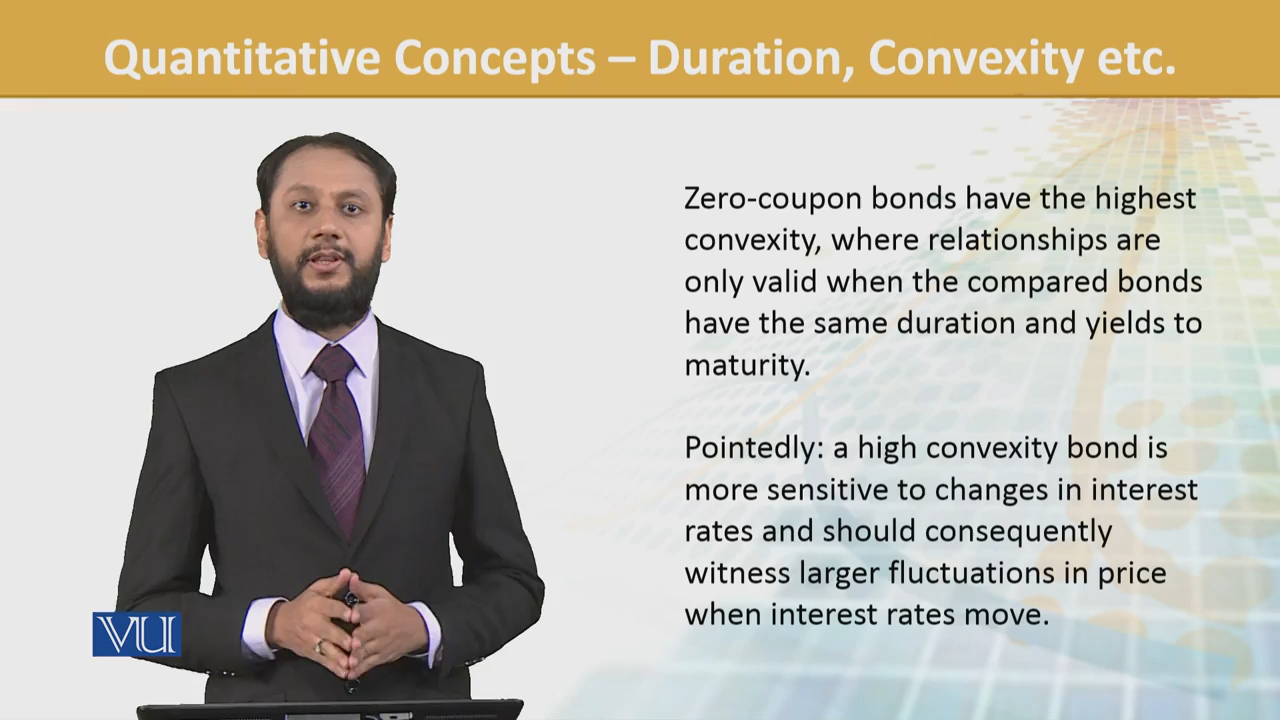 Quantitative Concepts – Duration, Convexity etc.
Zero-coupon bonds have the highest
convexity, where relationships are
only valid when the compared bonds
have the same duration and yields to
maturity.
Pointedly: a high convexity bond is
more sensitive to changes in interest
rates and should consequently
witness larger fluctuations in price
when interest rates move.
VU